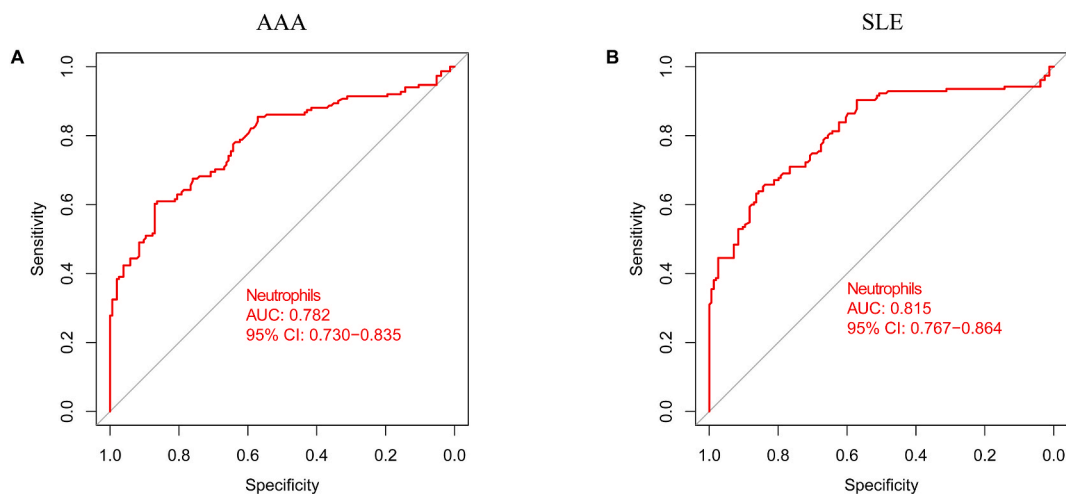 AAA
A
1.0
0.8
0.6
0.4
0.2
0.0
Sensitivity
Neutrophils
AUC: 0.782
95% CI: 0.730−0.835
1.0 0.8 0.6 0.4 0.2 0.0
Specificity
SLE
B
1.0
0.8
0.6
0.4
0.2
0.0
Sensitivity
Neutrophils
AUC: 0.815
95% CI: 0.767−0.864
1.0 0.8 0.6 0.4 0.2 0.0
Specificity